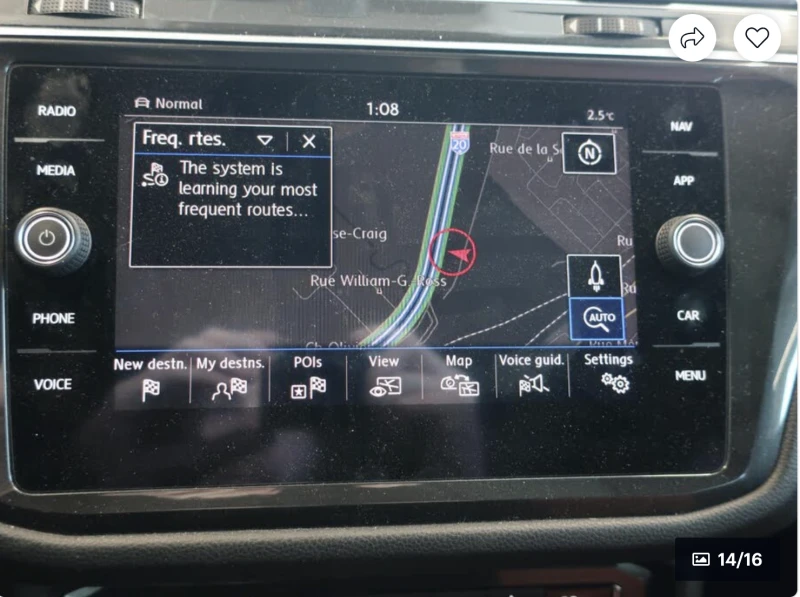 RADIO
MEDIA
PHONE
VOICE
Normal
1:08
2.5°c
Freq. rtes.
The system is
learning your most
frequent routes...
20
Rue de la S
N
se-Craig
Rue William-G.-Ross
Ru
AUTO
New destn.
My destns.
POIs
View
Map
Voice guid.
Settings
NAV
APP
CAR
MENU
14/16